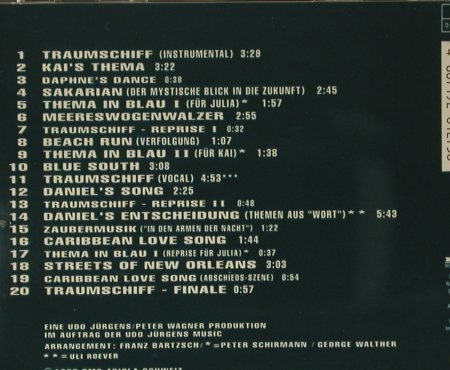 1 TRAUMSCHIFF (INSTRUMENTAL) 3:29
2 KAI'S THEMA 3:22
3 DAPHNE'S DANCE 0:38
4 SAKARIAN (DER MYSTISCHE BLICK IN DIE ZUKUNFT) 2:45
5 THEMA IN BLAU I (FÜR JULIA)* 1:57
6 MEERESWOGENWALZER 2:55
7 TRAUMSCHIFF - REPRISE I 0:32
8 BEACH RUN (VERFOLGUNG) 1:07
9 THEMA IN BLAU II (FÜR KAI)* 1:38
10 BLUE SOUTH 3:08
11 TRAUMSCHIFF (VOCAL) 4:53***
12 DANIEL'S SONG 2:25
13 TRAUMSCHIFF - REPRISE II 0:48
14 DANIEL'S ENTSCHEIDUNG (THEMEN AUS "WORT")** 5:43
15 ZAUBERMUSIK ("IN DEN ARMEN DER NACHT") 1:22
16 CARIBBEAN LOVE SONG 1:44
17 THEMA IN BLAU I (REPRISE FÜR JULIA)* 0:37
18 STREETS OF NEW ORLEANS 3:03
19 CARIBBEAN LOVE SONG (ABSCHIEDS-SZENE) 0:54
20 TRAUMSCHIFF - FINALE 0:57
EINE UDO JÜRGENS/PETER WAGNER PRODUKTION
IM AUFTRAG DER UDO JÜRGENS MUSIC
ARRANGEMENT: FRANZ BARTZSCH/*=PETER SCHIRMANN / GEORGE WALTHER
**=ULI ROEVER